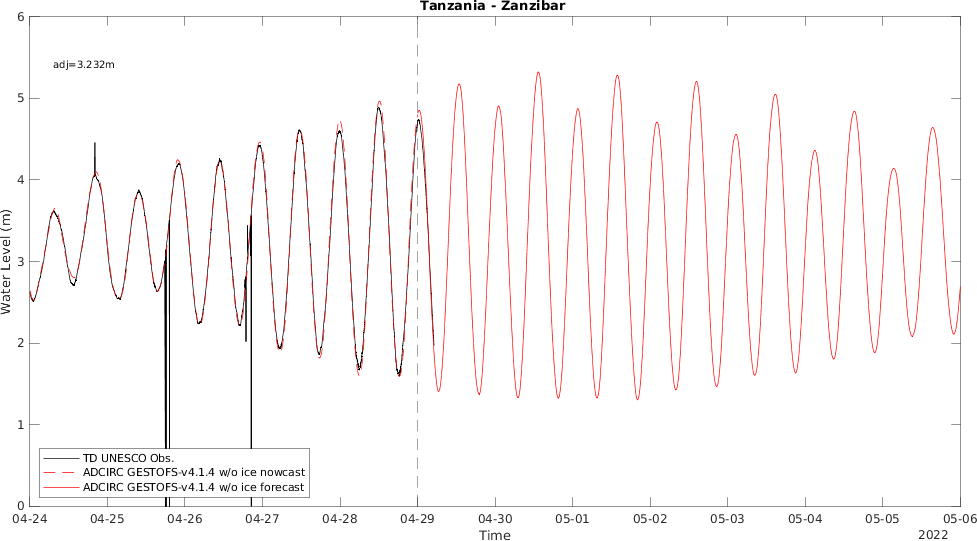 Tanzania - Zanzibar
6
adj=3.232m
5
4
3
2
1
0
Water Level (m)
TD UNESCO Obs.
ADCIRC GESTOFS-v4.1.4 w/o ice nowcast
ADCIRC GESTOFS-v4.1.4 w/o ice forecast
04-24 04-25 04-26 04-27 04-28 04-29 04-30 05-01 05-02 05-03 05-04 05-05 05-06
Time
2022